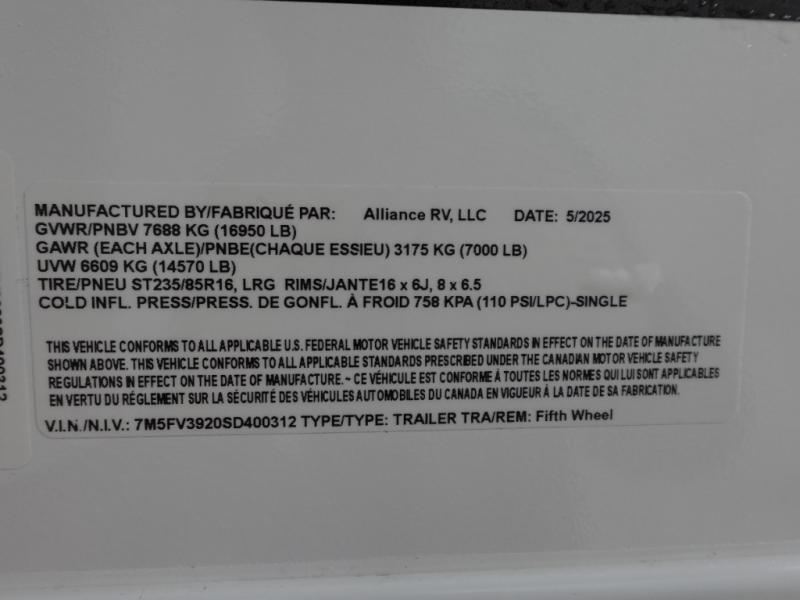 MANUFACTURED BY/FABRIQUÉ PAR: Alliance RV, LLC DATE: 5/2025
GVWR/PNBV 7688 KG (16950 LB)
GAWR (EACH AXLE)/PNBE(CHAQUE ESSIEU) 3175 KG (7000 LB)
UVW 6609 KG (14570 LB)
TIRE/PNEU ST235/85R16, LRG RIMS/JANTE16 x 6J, 8 x 6.5
COLD INFL. PRESS/PRESS. DE GONFL. À FROID 758 KPA (110 PSI/LPC)-SINGLE
THIS VEHICLE CONFORMS TO ALL APPLICABLE U.S. FEDERAL MOTOR VEHICLE SAFETY STANDARDS IN EFFECT ON THE DATE OF MANUFACTURE
SHOWN ABOVE. THIS VEHICLE CONFORMS TO ALL APPLICABLE STANDARDS PRESCRIBED UNDER THE CANADIAN MOTOR VEHICLE SAFETY
REGULATIONS IN EFFECT ON THE DATE OF MANUFACTURE. ~ CE VÉHICULE EST CONFORME À TOUTES LES NORMES QUI LUI SONT APPLICABLES
EN VERTU DU RÉGLEMENT SUR LA SÉCURITÉ DES VÉHICLES AUTOMOBILES DU CANADA EN VIGUEUR À LA DATE DE SA FABRICATION.
V.I.N./N.I.V.: 7M5FV3920SD400312 TYPE/TYPE: TRAILER TRA/REM: Fifth Wheel